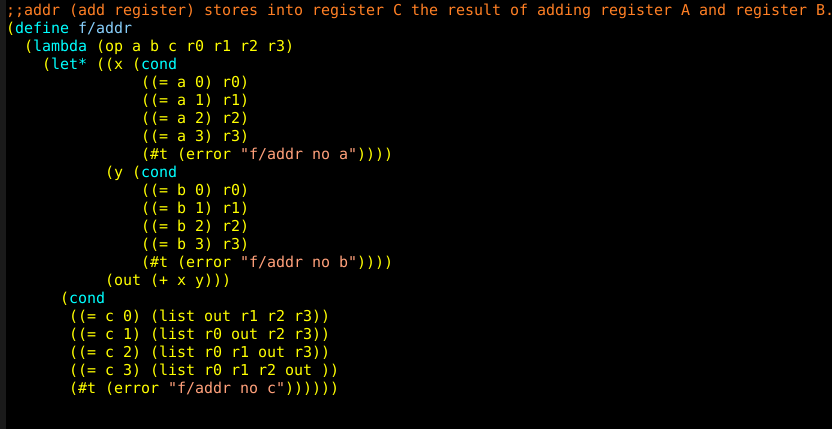 ;;addr (add register) stores into register C the result of adding register A and register B.
(define f/addr
  (lambda (op a b c r0 r1 r2 r3)
    (let* ((x (cond
               ((= a 0) r0)
               ((= a 1) r1)
               ((= a 2) r2)
               ((= a 3) r3)
               (#t (error "f/addr no a"))))
           (y (cond
               ((= b 0) r0)
               ((= b 1) r1)
               ((= b 2) r2)
               ((= b 3) r3)
               (#t (error "f/addr no b"))))
           (out (+ x y)))
      (cond
       ((= c 0) (list out r1 r2 r3))
       ((= c 1) (list r0 out r2 r3))
       ((= c 2) (list r0 r1 out r3))
       ((= c 3) (list r0 r1 r2 out ))
       (#t (error "f/addr no c"))))))